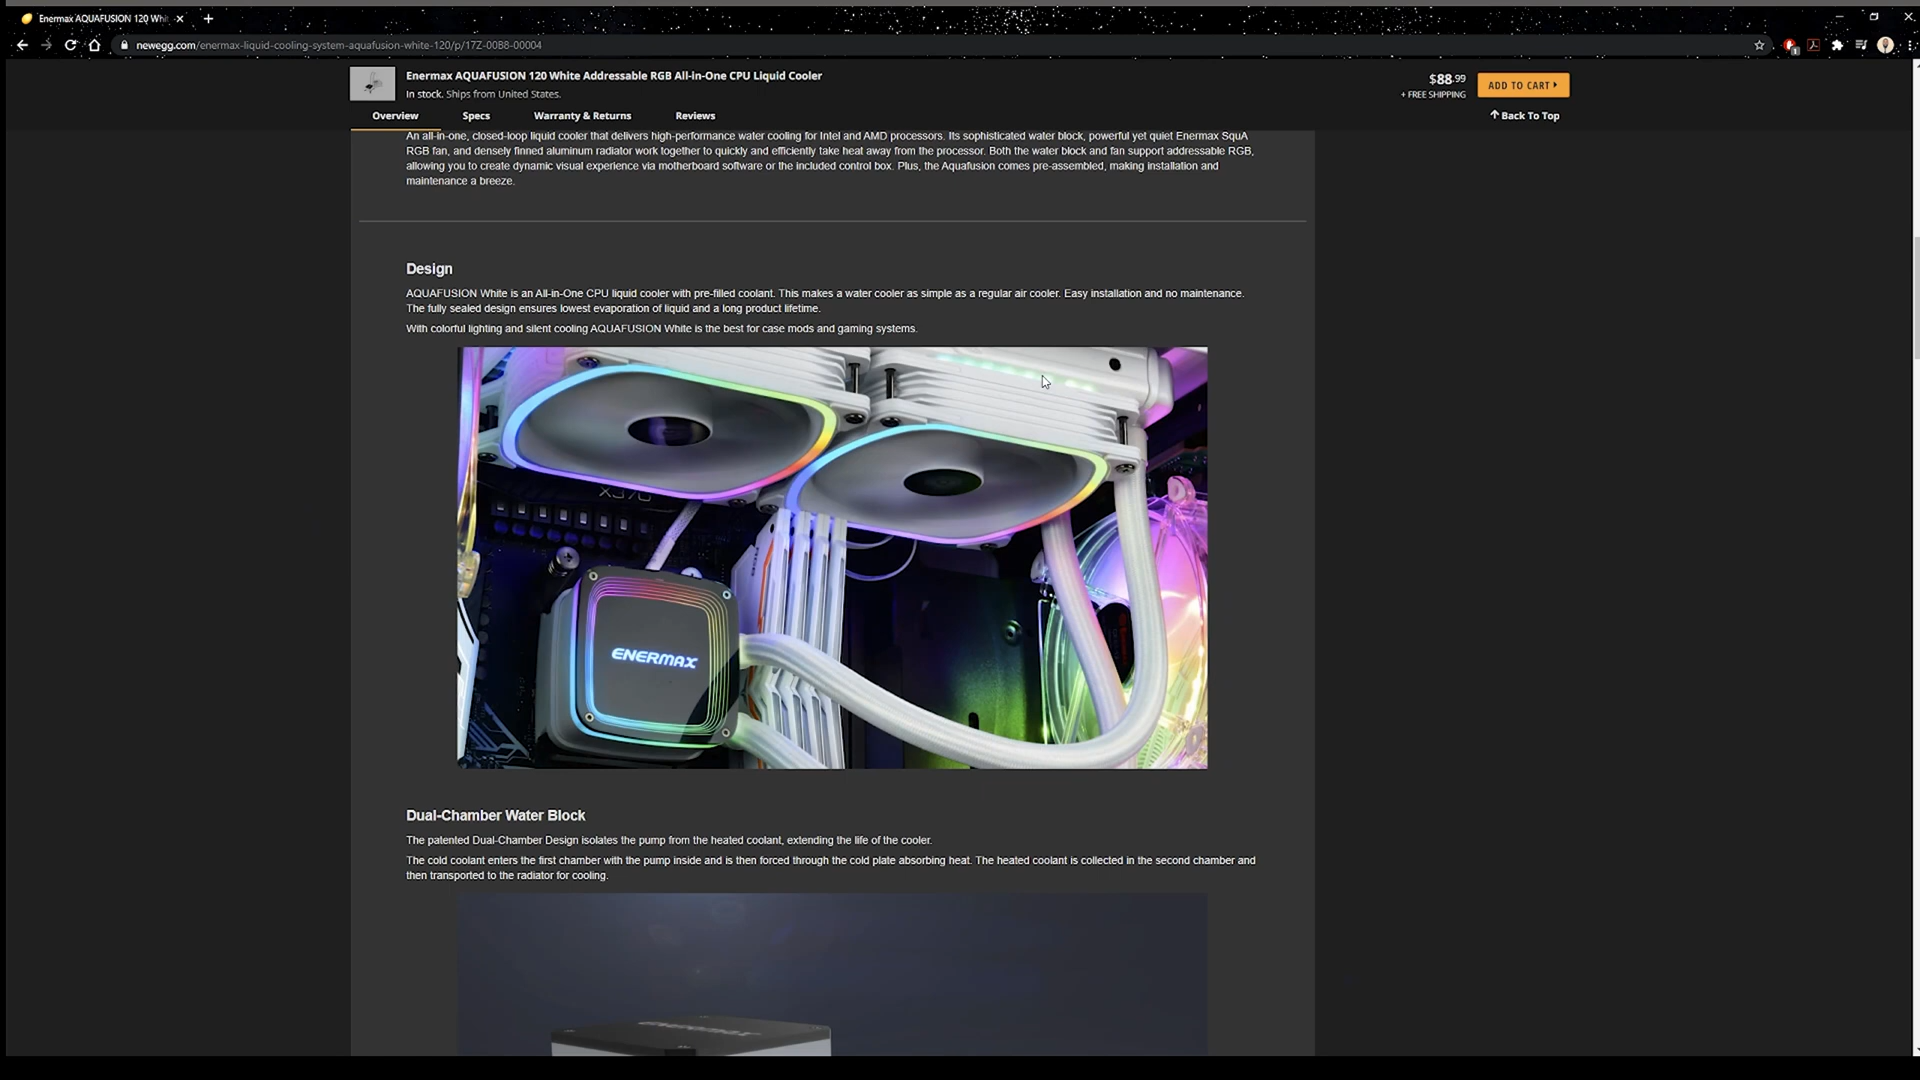 Enermax AQUAFUSION 120 Whi
newegg.com/enermax-liquid-cooling-system-aquafusion-white-120/p/17Z-00B8-00004
Enermax AQUAFUSION 120 White Addressable RGB All-in-One CPU Liquid Cooler
In stock. Ships from United States.
$88.99
+ FREE SHIPPING
ADD TO CART
Overview
Specs
Warranty & Returns
Reviews
Back To Top
An all-in-one, closed-loop liquid cooler that delivers high-performance water cooling for Intel and AMD processors. Its sophisticated water block, powerful yet quiet Enermax SquA
RGB fan, and densely finned aluminum radiator work together to quickly and efficiently take heat away from the processor. Both the water block and fan support addressable RGB,
allowing you to create dynamic visual experience via motherboard software or the included control box. Plus, the Aquafusion comes pre-assembled, making installation and
maintenance a breeze.
Design
AQUAFUSION White is an All-in-One CPU liquid cooler with pre-filled coolant. This makes a water cooler as simple as a regular air cooler. Easy installation and no maintenance.
The fully sealed design ensures lowest evaporation of liquid and a long product lifetime.
With colorful lighting and silent cooling AQUAFUSION White is the best for case mods and gaming systems.
X370
ENERMAX
Dual-Chamber Water Block
The patented Dual-Chamber Design isolates the pump from the heated coolant, extending the life of the cooler.
The cold coolant enters the first chamber with the pump inside and is then forced through the cold plate absorbing heat. The heated coolant is collected in the second chamber and
then transported to the radiator for cooling.
ENERMAX